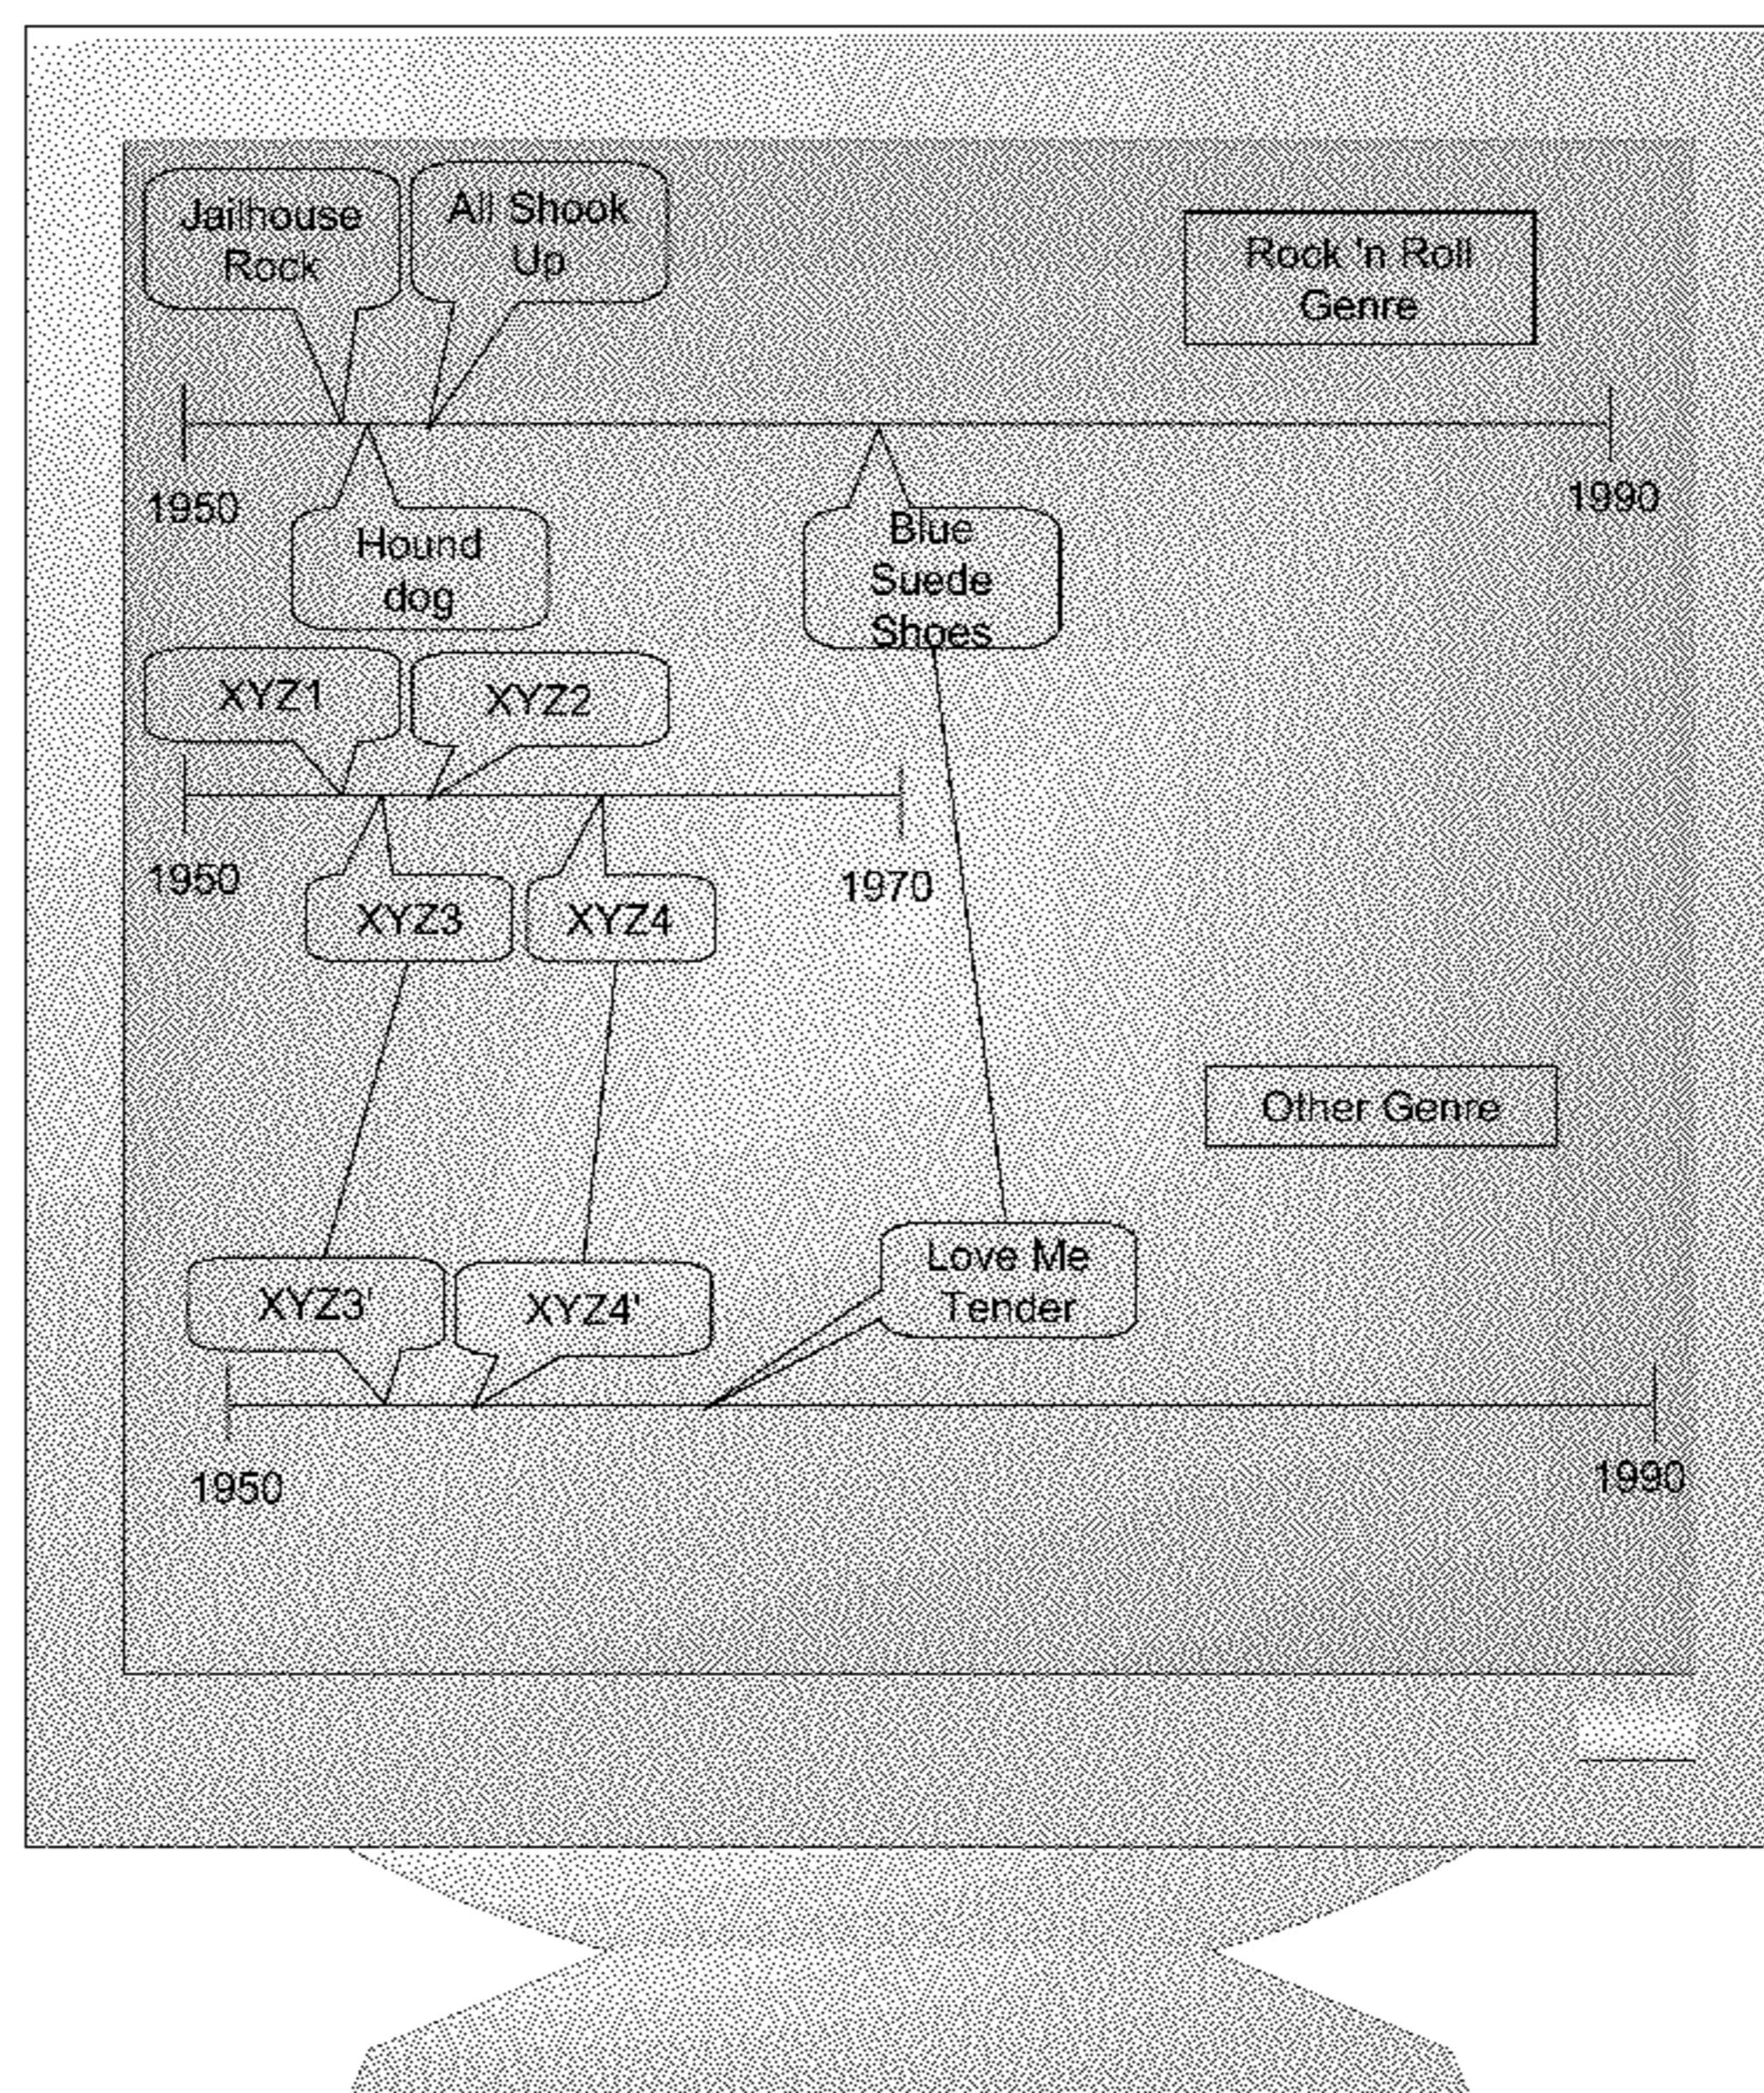 Jailhouse
Rock
All Shook
Up
Rock 'n Roll
Genre
1950
1990
Hound
dog
Blue
Suede
Shoes
XYZ1
XYZ2
1950
1970
XYZ3
XYZ4
Other Genre
Love Me
Tender
XYZ3'
XYZ4'
1950
1990